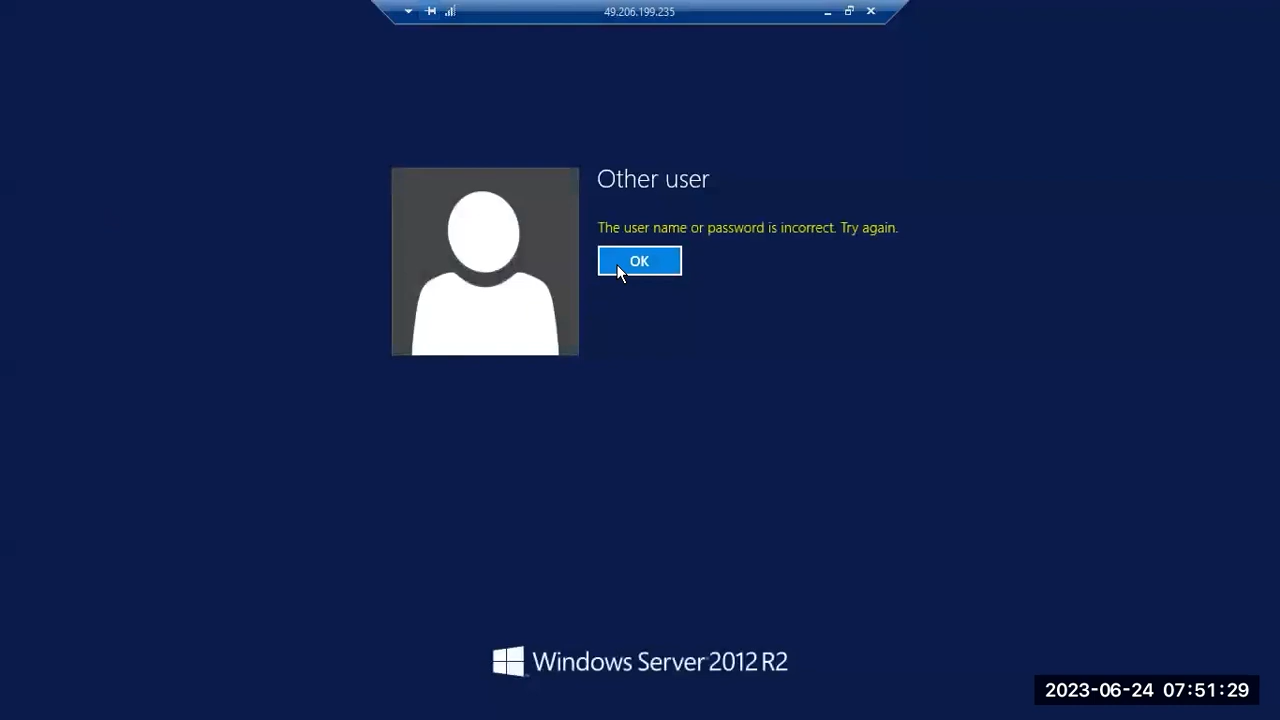 49.206.199.235
Other user
The user name or password is incorrect. Try again.
OK
Windows Server 2012 R2
2023-06-24 07:51:29